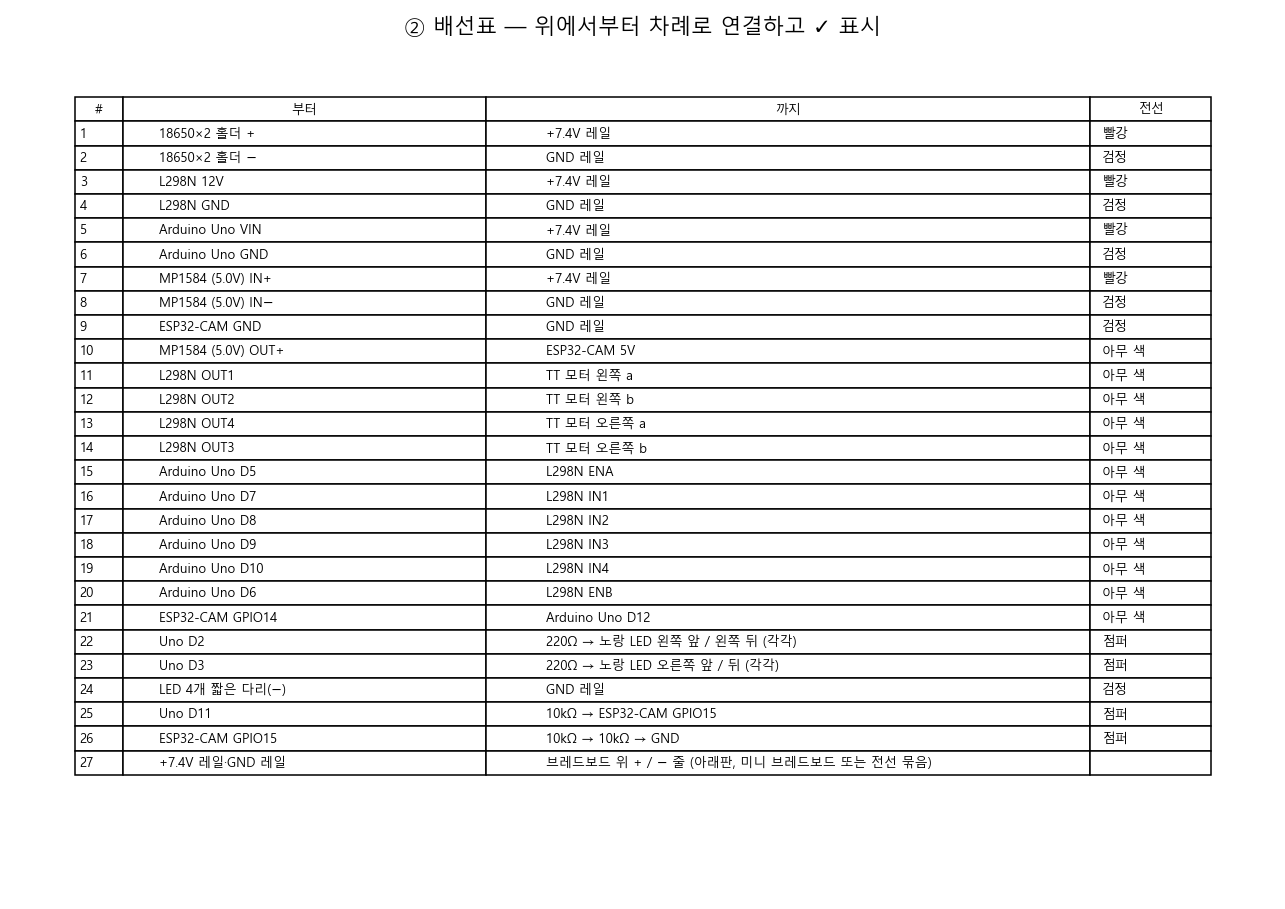 ② 배선표 — 위에서부터 차례로 연결하고 ✓ 표시
# 부터 까지 전선
1 18650×2 홀더 + +7.4V 레일 빨강
2 18650×2 홀더 − GND 레일 검정
3 L298N 12V +7.4V 레일 빨강
4 L298N GND GND 레일 검정
5 Arduino Uno VIN +7.4V 레일 빨강
6 Arduino Uno GND GND 레일 검정
7 MP1584 (5.0V) IN+ +7.4V 레일 빨강
8 MP1584 (5.0V) IN− GND 레일 검정
9 ESP32-CAM GND GND 레일 검정
10 MP1584 (5.0V) OUT+ ESP32-CAM 5V 아무 색
11 L298N OUT1 TT 모터 왼쪽 a 아무 색
12 L298N OUT2 TT 모터 왼쪽 b 아무 색
13 L298N OUT4 TT 모터 오른쪽 a 아무 색
14 L298N OUT3 TT 모터 오른쪽 b 아무 색
15 Arduino Uno D5 L298N ENA 아무 색
16 Arduino Uno D7 L298N IN1 아무 색
17 Arduino Uno D8 L298N IN2 아무 색
18 Arduino Uno D9 L298N IN3 아무 색
19 Arduino Uno D10 L298N IN4 아무 색
20 Arduino Uno D6 L298N ENB 아무 색
21 ESP32-CAM GPIO14 Arduino Uno D12 아무 색
22 Uno D2 220Ω → 노랑 LED 왼쪽 앞 / 왼쪽 뒤 (각각) 점퍼
23 Uno D3 220Ω → 노랑 LED 오른쪽 앞 / 뒤 (각각) 점퍼
24 LED 4개 짧은 다리(−) GND 레일 검정
25 Uno D11 10kΩ → ESP32-CAM GPIO15 점퍼
26 ESP32-CAM GPIO15 10kΩ → 10kΩ → GND 점퍼
27 +7.4V 레일·GND 레일 브레드보드 위 + / − 줄 (아래판, 미니 브레드보드 또는 전선 묶음)